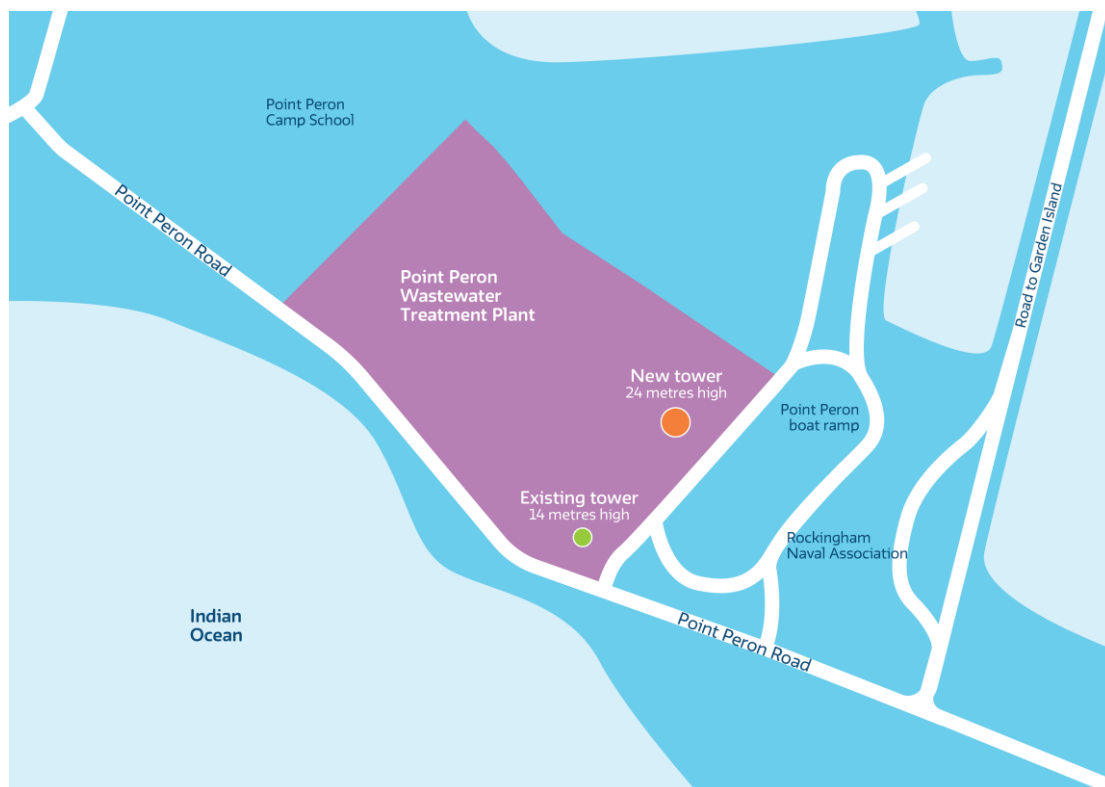 Point Peron
Camp School
Point Peron Road
Road to Garden Island
Point Peron
Wastewater
Treatment Plant
New tower
24 metres high
Point Peron
boat ramp
Existing tower
14 metres high
Rockingham
Naval Association
Indian
Ocean
Point Peron Road